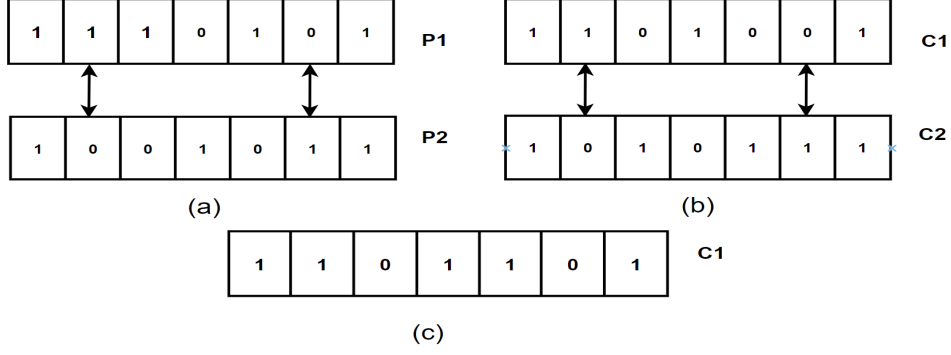 1 1 1 0 1 0 1 P1
1 0 0 1 0 1 1 P2
(a)
1 1 0 1 0 0 1 C1
1 0 1 0 1 1 1 C2
(b)
1 1 0 1 1 0 1 C1
(c)